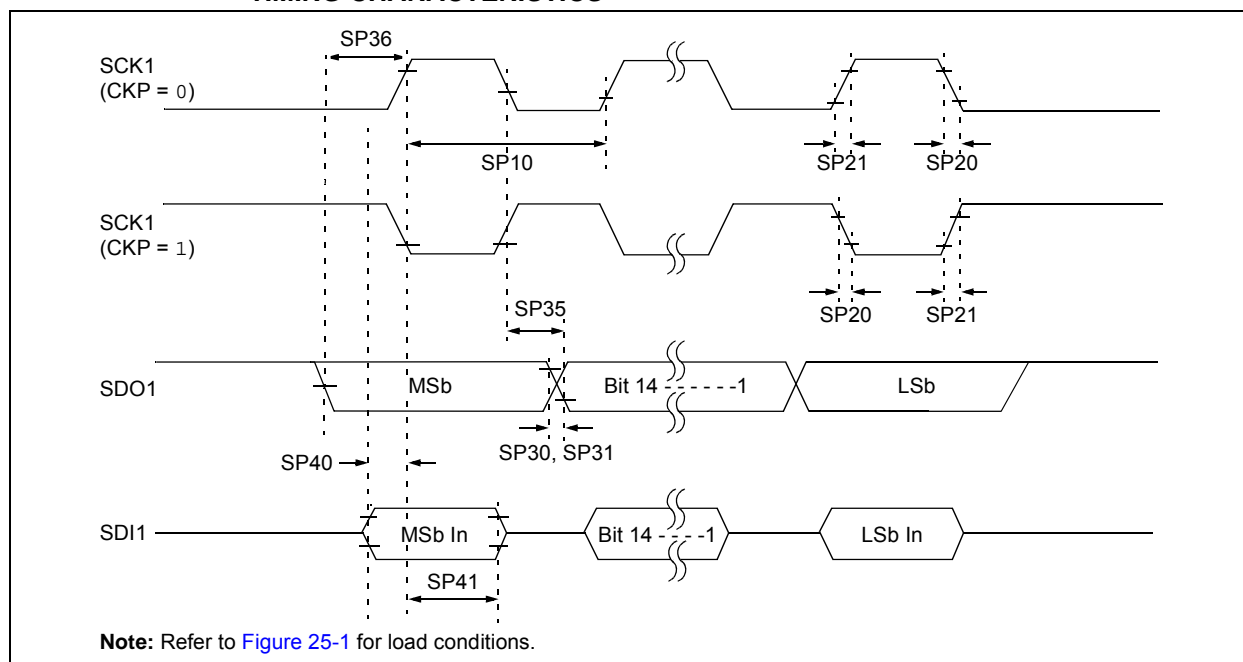 SP36
SCK1
(CKP = 0)
SP10
SP21
SP20
SCK1
(CKP = 1)
SP35
SP20
SP21
SDO1
MSb
Bit 14 - - - - - - -1
LSb
SP30, SP31
SP40
SDI1
MSb In
Bit 14 - - - - -1
LSb In
SP41
Note: Refer to Figure 25-1 for load conditions.